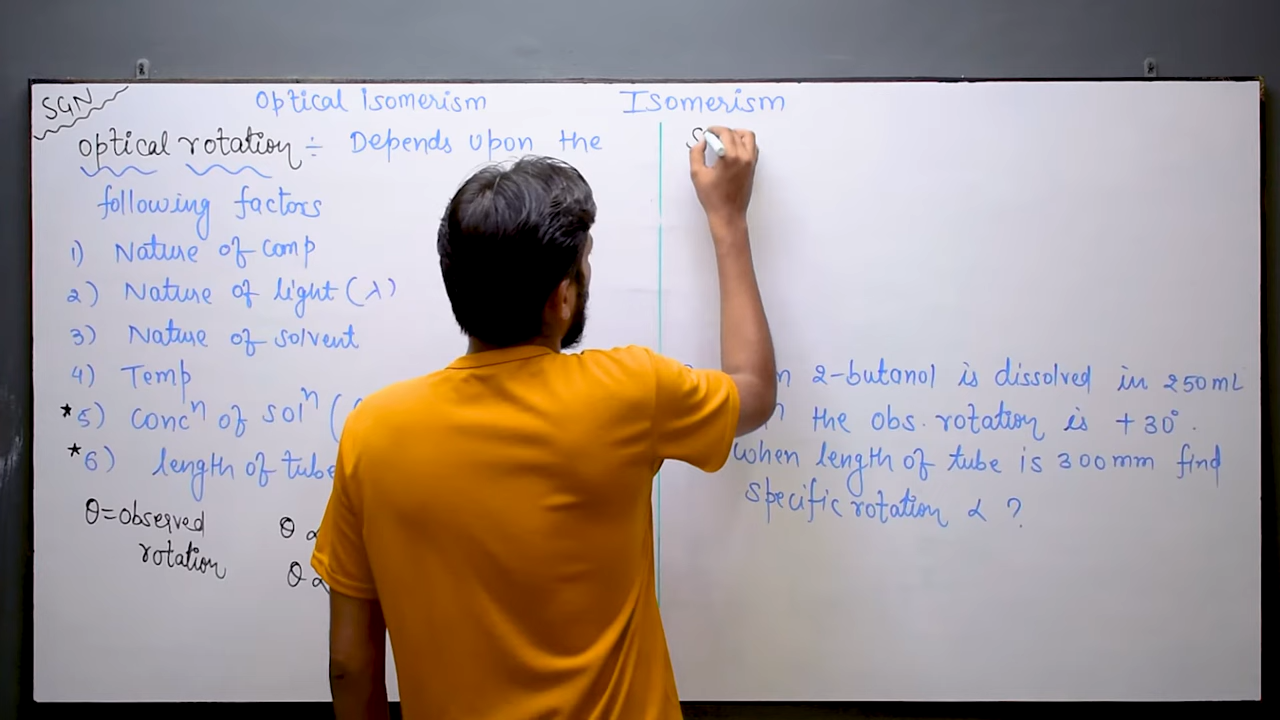 SGN
Optical isomerism
Isomerism
optical rotation ÷ Depends upon the
following factors
1) Nature of comp
2) Nature of light (λ)
3) Nature of solvent
4) Temp
*5) concⁿ of solⁿ (
*6) length of tube
θ=observed
rotation
θ α
θ α
S
2-butanol is dissolved in 250mL
the obs. rotation is +30°.
when length of tube is 300mm find
specific rotation α ?